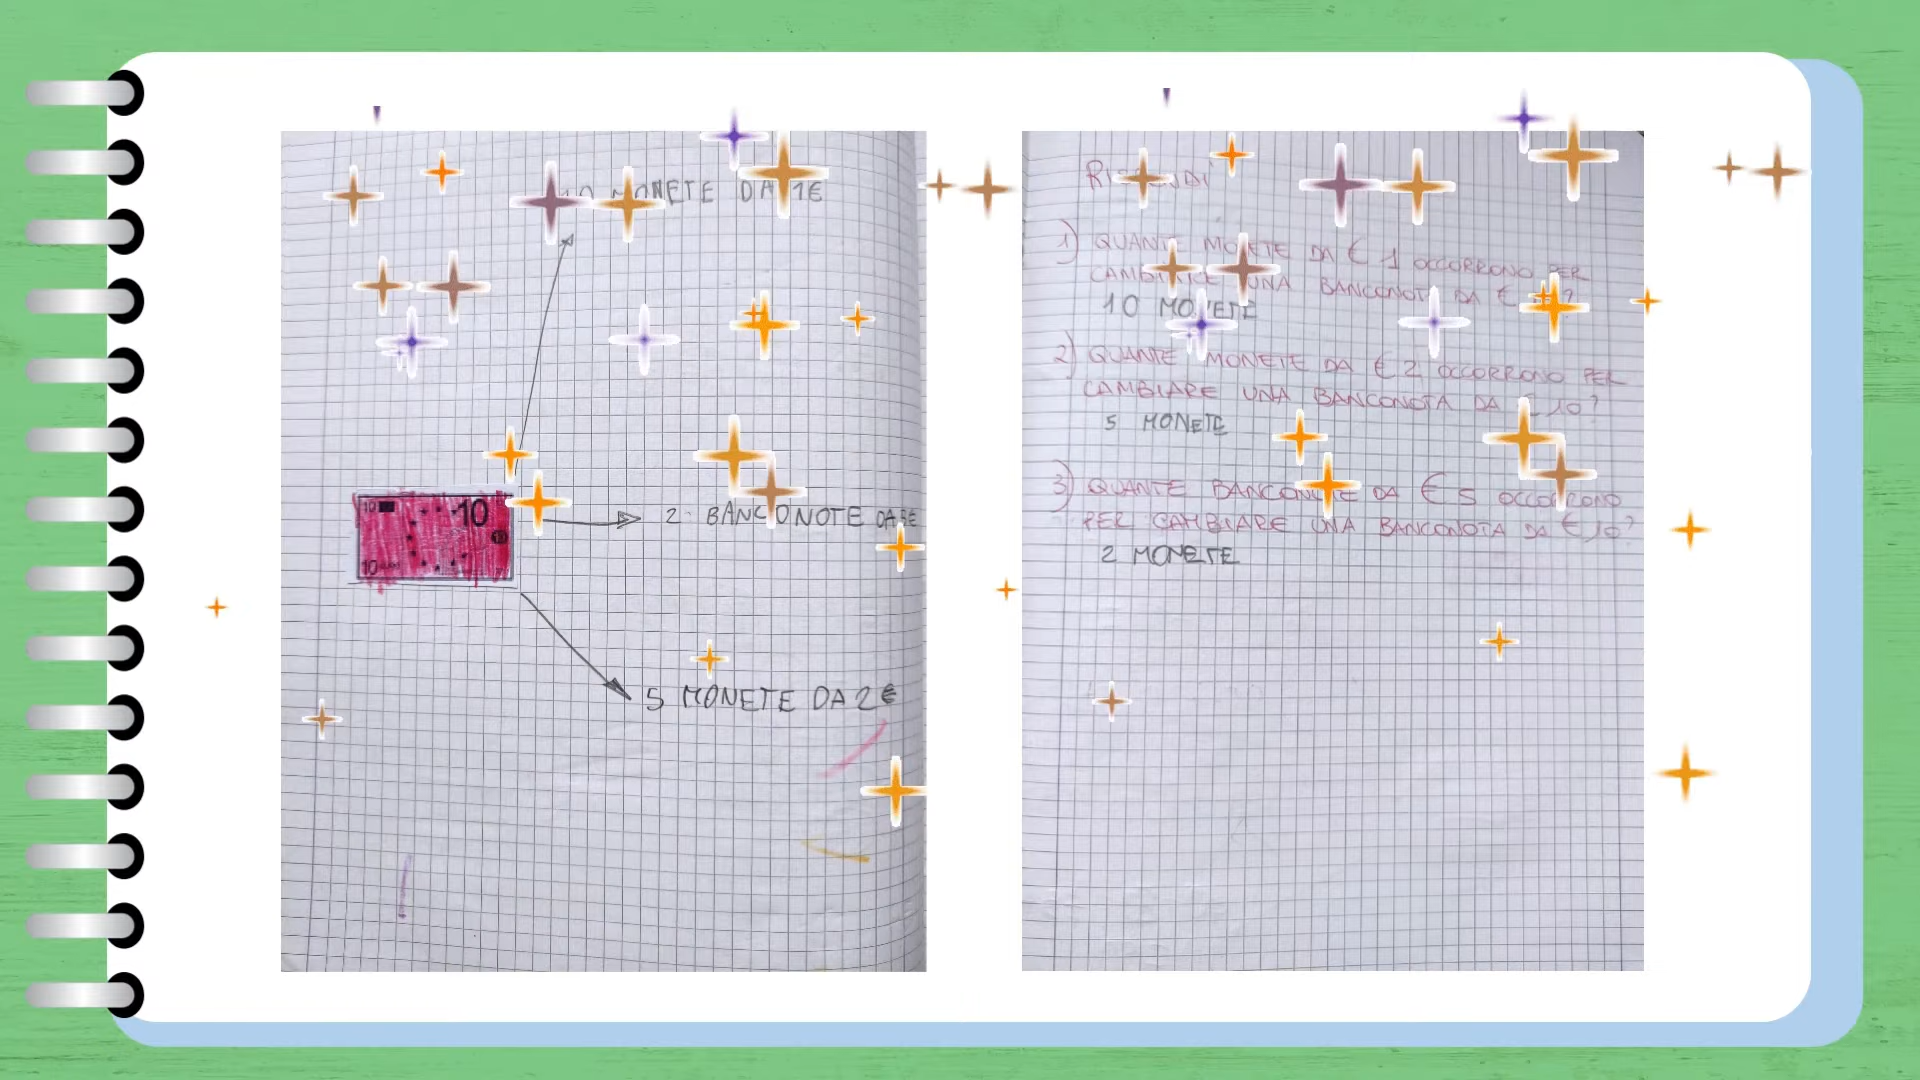 10 MONETE DA 1€
10
10
2 BANCONOTE DA 5€
5 MONETE DA 2€
1) QUANTE MONETE DA € 1 OCCORRONO PER
CAMBIARE UNA BANCONOTA DA €
10 MONETE
2) QUANTE MONETE DA € 2 OCCORRONO PER
CAMBIARE UNA BANCONOTA DA 10?
5 MONETE
3) QUANTE BANCONOTE DA € 5 OCCORRONO
PER CAMBIARE UNA BANCONOTA DA € 10?
2 MONETE